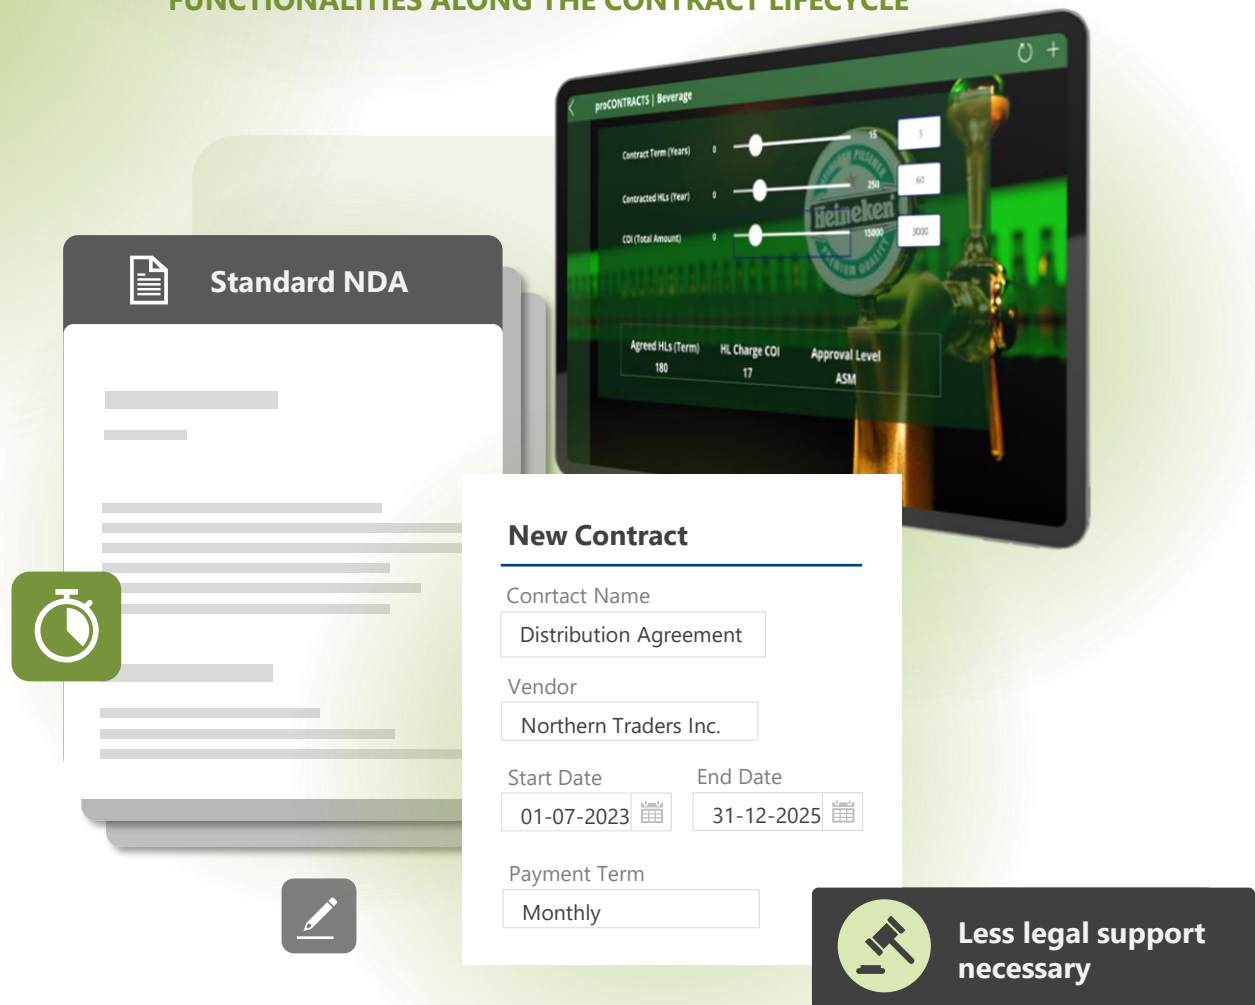 FUNCTIONALITIES ALONG THE CONTRACT LIFECYCLE
proCONTRACTS | Beverage
Contract Term (Years) 0 15 3
Contracted HLs (Year) 0 250 60
COI (Total Amount) 0 15000 3000
Heineken
PREMIUM QUALITY
Agreed HLs (Term) HL Charge COI Approval Level
180 17 ASM
Standard NDA
New Contract
Conrtact Name
Distribution Agreement
Vendor
Northern Traders Inc.
Start Date End Date
01-07-2023 31-12-2025
Payment Term
Monthly
Less legal support
necessary